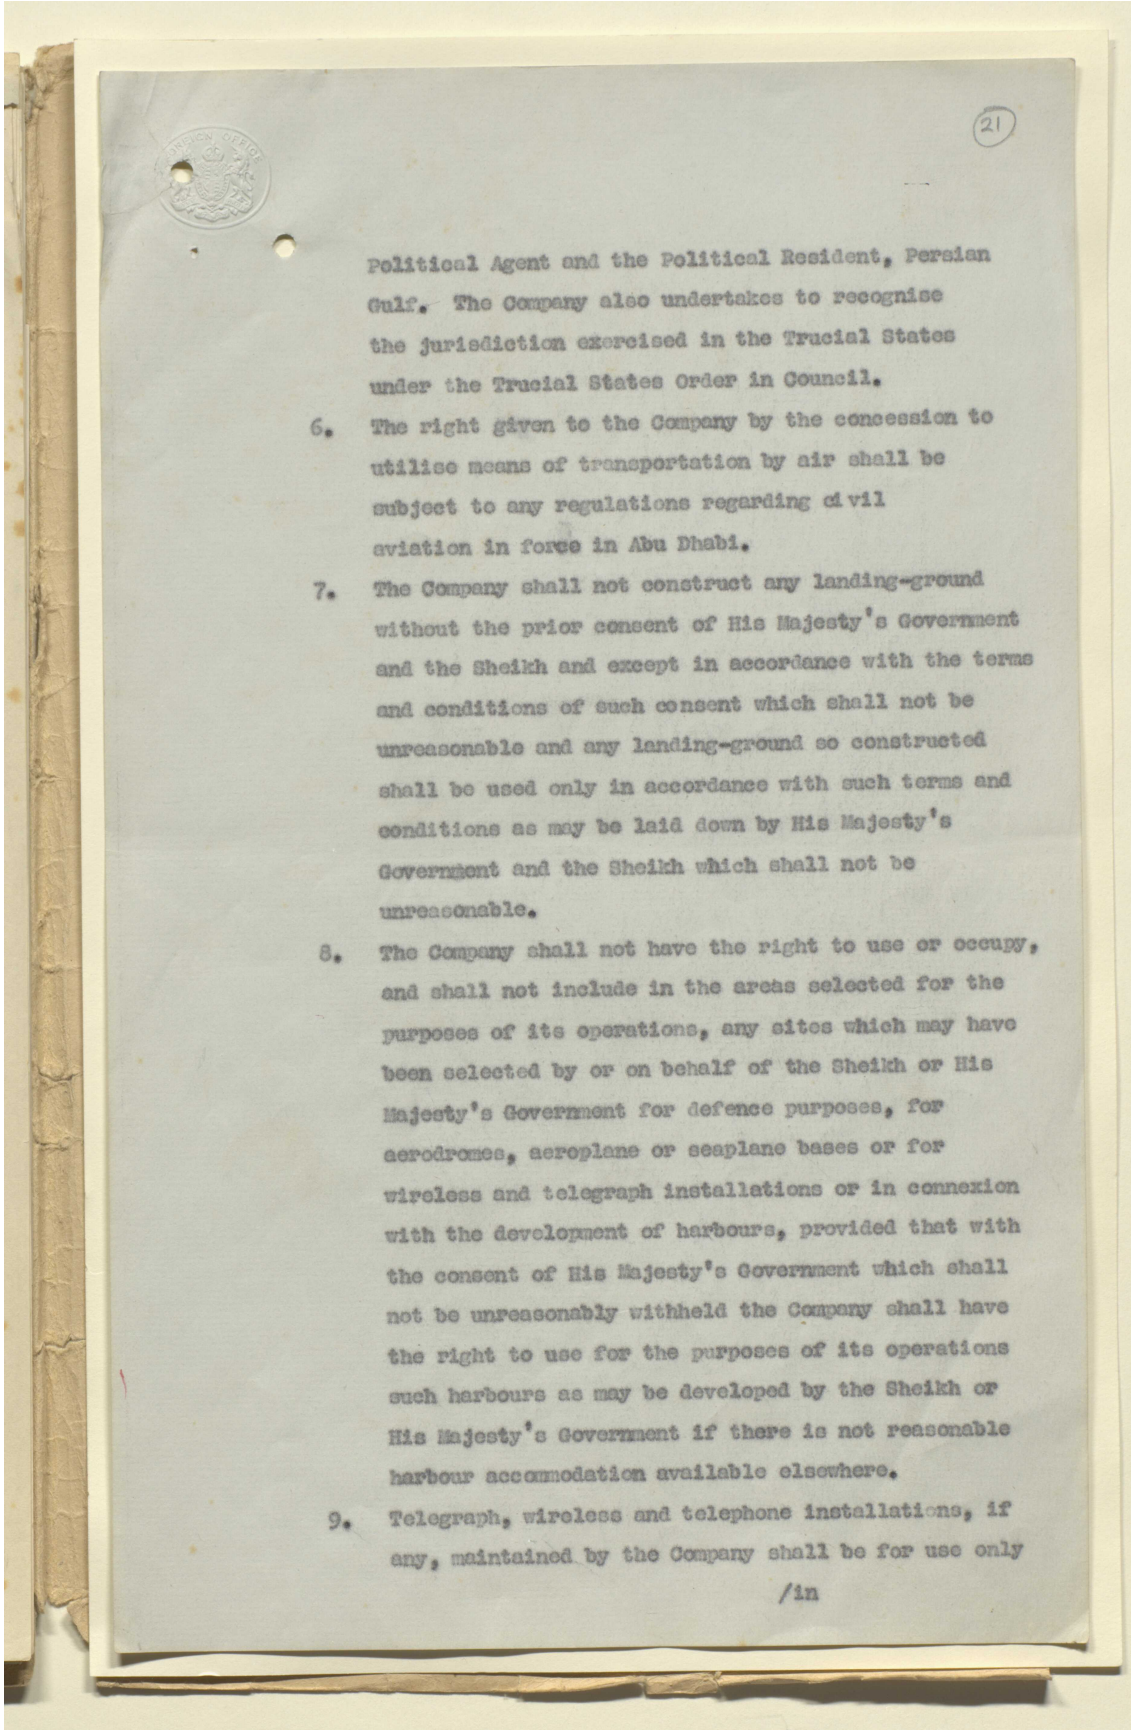 FOREIGN OFFICE
21
Political Agent and the Political Resident, Persian
Gulf. The Company also undertakes to recognise
the jurisdiction exercised in the Trucial States
under the Trucial States Order in Council.
6. The right given to the Company by the concession to
utilise means of transportation by air shall be
subject to any regulations regarding civil
aviation in force in Abu Dhabi.
7. The Company shall not construct any landing-ground
without the prior consent of His Majesty's Government
and the Sheikh and except in accordance with the terms
and conditions of such consent which shall not be
unreasonable and any landing-ground so constructed
shall be used only in accordance with such terms and
conditions as may be laid down by His Majesty's
Government and the Sheikh which shall not be
unreasonable.
8. The Company shall not have the right to use or occupy,
and shall not include in the areas selected for the
purposes of its operations, any sites which may have
been selected by or on behalf of the Sheikh or His
Majesty's Government for defence purposes, for
aerodromes, aeroplane or seaplane bases or for
wireless and telegraph installations or in connexion
with the development of harbours, provided that with
the consent of His Majesty's Government which shall
not be unreasonably withheld the Company shall have
the right to use for the purposes of its operations
such harbours as may be developed by the Sheikh or
His Majesty's Government if there is not reasonable
harbour accommodation available elsewhere.
9. Telegraph, wireless and telephone installations, if
any, maintained by the Company shall be for use only
/in